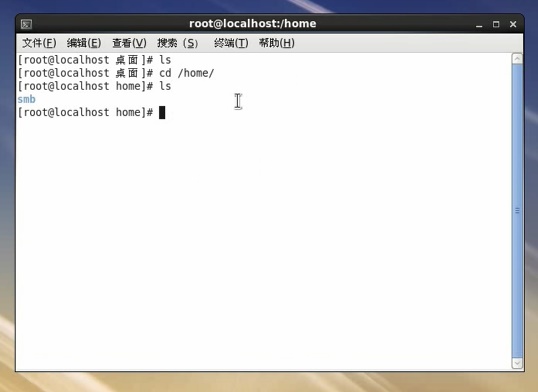 root@localhost:/home
文件(F) 编辑(E) 查看(V) 搜索(S) 终端(T) 帮助(H)
[root@localhost 桌面]# ls
[root@localhost 桌面]# cd /home/
[root@localhost home]# ls
smb
[root@localhost home]#